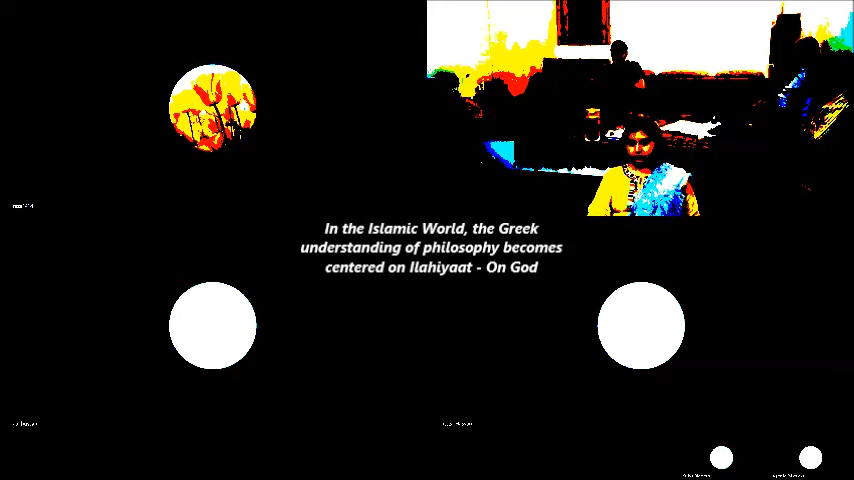 In the Islamic World, the Greek
understanding of philosophy becomes
centered on Ilahiyaat - On God